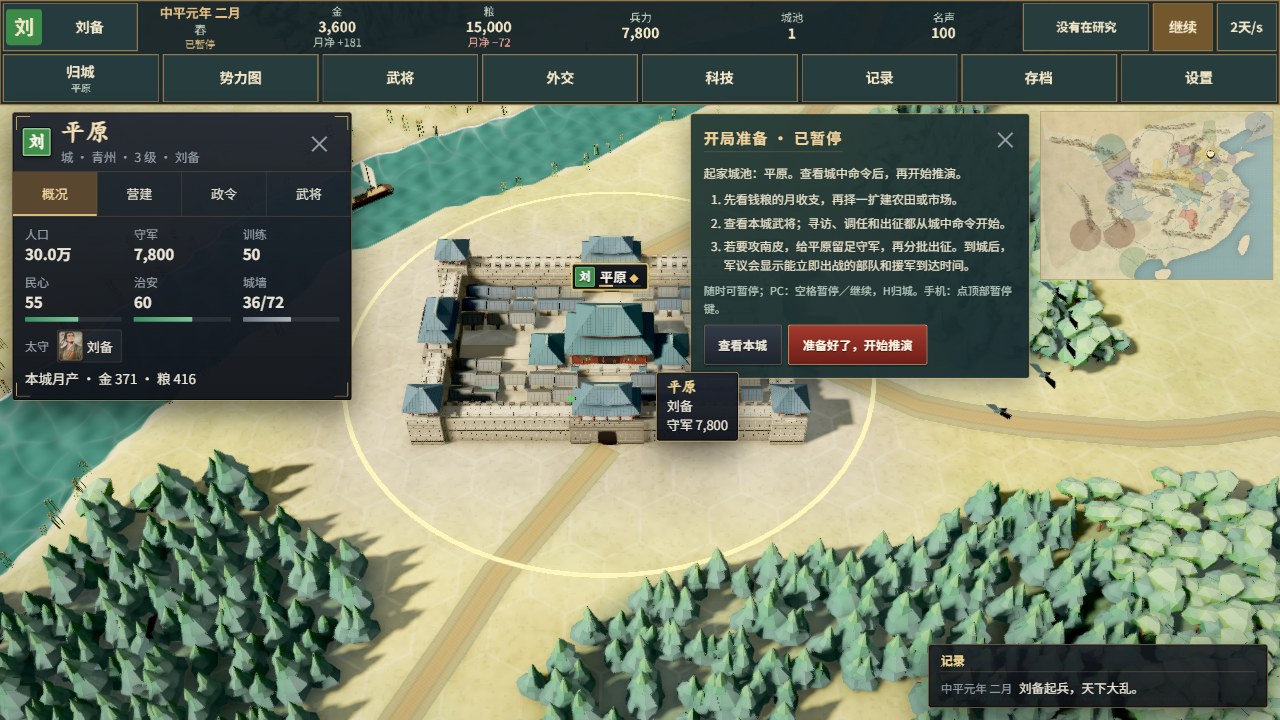 刘
刘备
中平元年 二月
春
已暂停
金
3,600
月净 +181
粮
15,000
月净 −72
兵力
7,800
城池
1
名声
100
没有在研究
继续
2天/s
归城
平原
势力图
武将
外交
科技
记录
存档
设置
刘
平原
城 · 青州 · 3 级 · 刘备
概况
营建
政令
武将
人口
30.0万
守军
7,800
训练
50
民心
55
治安
60
城墙
36/72
太守
刘备
本城月产 · 金 371 · 粮 416
刘 平原
平原
刘备
守军 7,800
开局准备 · 已暂停
起家城池：平原。查看城中命令后，再开始推演。
1. 先看钱粮的月收支，再择一扩建农田或市场。
2. 查看本城武将；寻访、调任和出征都从城中命令开始。
3. 若要攻南皮，给平原留足守军，再分批出征。到城后，
军议会显示能立即出战的部队和援军到达时间。
随时可暂停；PC：空格暂停／继续，H归城。手机：点顶部暂停
键。
查看本城
准备好了，开始推演
记录
中平元年 二月 刘备起兵，天下大乱。